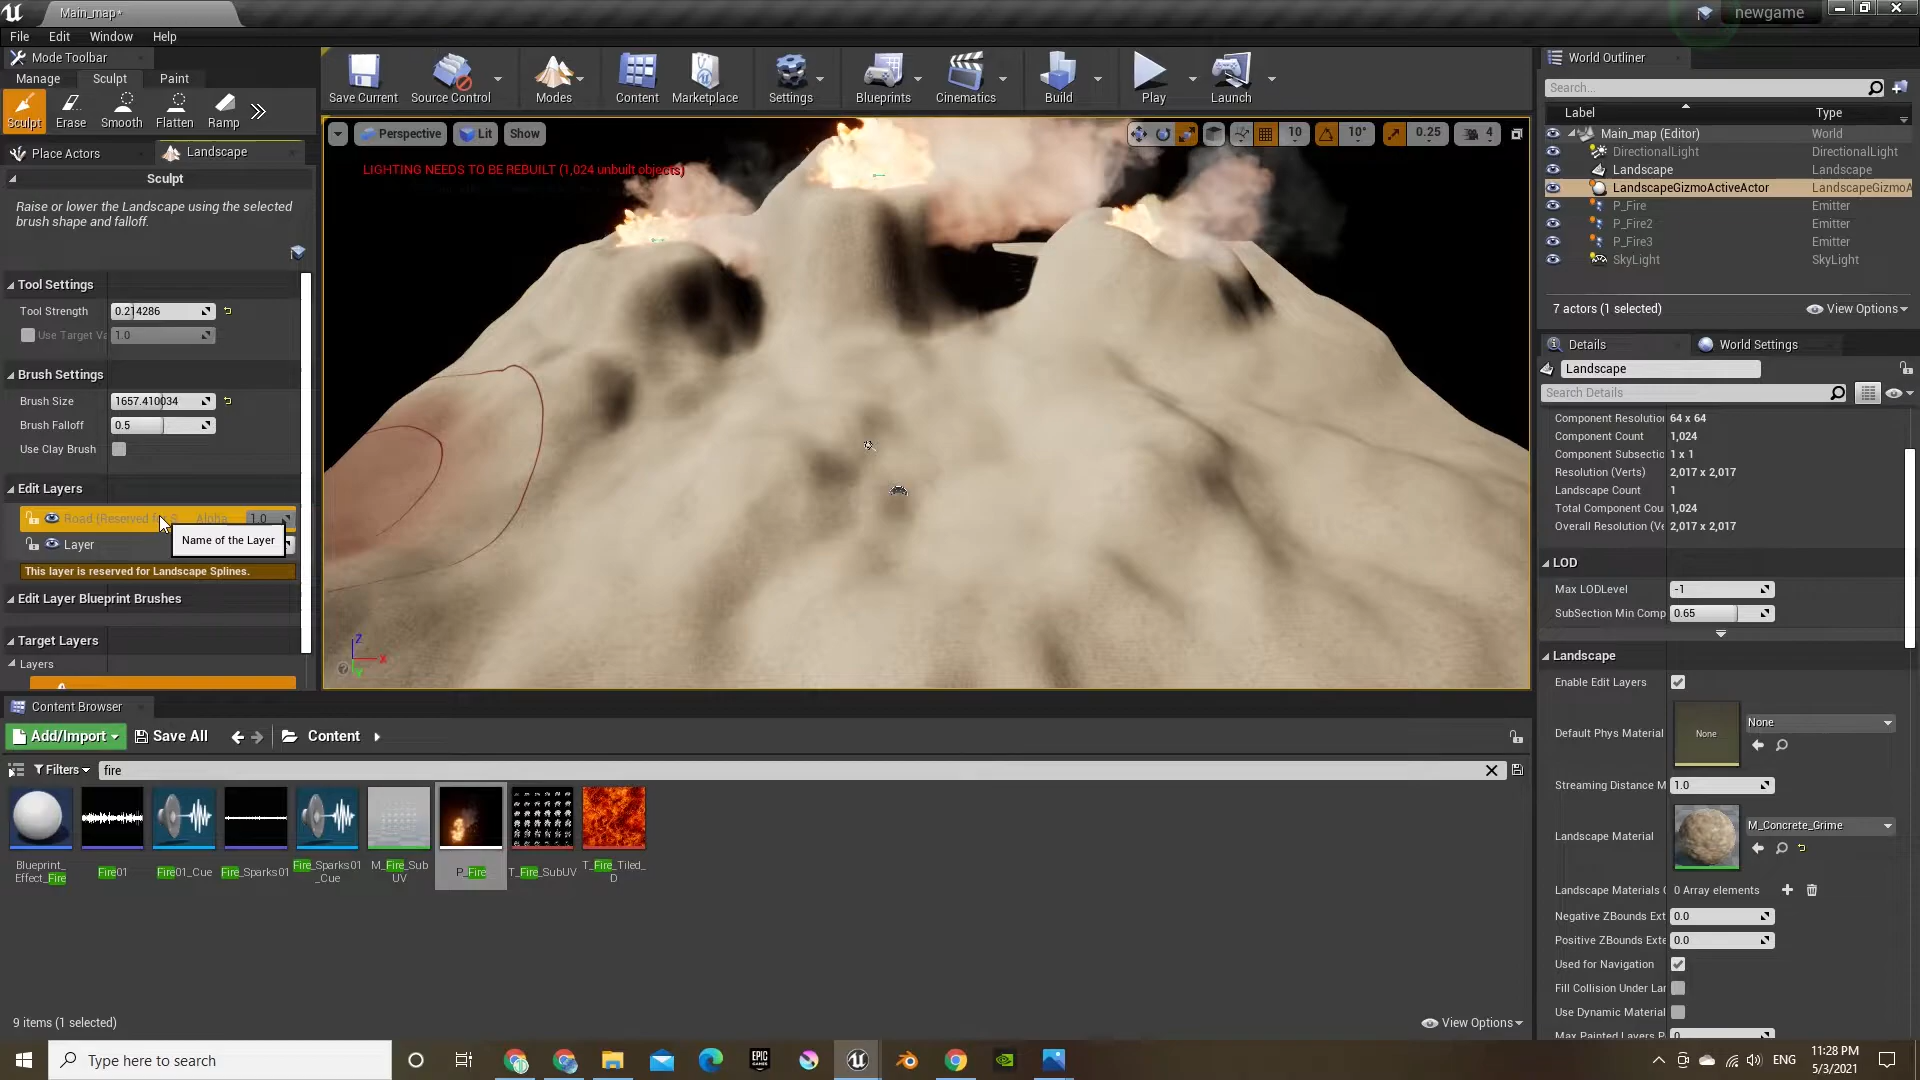 Main_map*
newgame
File Edit Window Help
Mode Toolbar
Manage Sculpt Paint
Sculpt Erase Smooth Flatten Ramp
Place Actors Landscape
Sculpt
Raise or lower the Landscape using the selected
brush shape and falloff.
Tool Settings
Tool Strength 0.214286
Use Target Va 1.0
Brush Settings
Brush Size 1657.410034
Brush Falloff 0.5
Use Clay Brush
Edit Layers
Road (Reserved for S Alpha 1.0
Layer
Name of the Layer
This layer is reserved for Landscape Splines.
Edit Layer Blueprint Brushes
Target Layers
Layers
Save Current Source Control Modes Content Marketplace Settings Blueprints Cinematics Build Play Launch
Perspective Lit Show
10 10° 0.25 4
LIGHTING NEEDS TO BE REBUILT (1,024 unbuilt objects)
Z
X
Y
World Outliner
Search...
Label Type
Main_map (Editor) World
DirectionalLight DirectionalLight
Landscape Landscape
LandscapeGizmoActiveActor LandscapeGizmoA
P_Fire Emitter
P_Fire2 Emitter
P_Fire3 Emitter
SkyLight SkyLight
7 actors (1 selected) View Options
Details World Settings
Landscape
Search Details
Component Resolution 64 x 64
Component Count 1,024
Component Subsectio 1 x 1
Resolution (Verts) 2,017 x 2,017
Landscape Count 1
Total Component Cou 1,024
Overall Resolution (Ve 2,017 x 2,017
LOD
Max LODLevel -1
SubSection Min Comp 0.65
Landscape
Enable Edit Layers
Default Phys Material None None
Streaming Distance M 1.0
Landscape Material M_Concrete_Grime
Landscape Materials O 0 Array elements
Negative ZBounds Ext 0.0
Positive ZBounds Exte 0.0
Used for Navigation
Fill Collision Under Lar
Use Dynamic Material
Max Painted Layers P 0
Content Browser
Add/Import Save All Content
Filters fire
Blueprint_
Effect_Fire
Fire01
Fire01_Cue
Fire_Sparks01
Fire_Sparks01
_Cue
M_Fire_Sub
UV
P_Fire
T_Fire_SubUV
T_Fire_Tiled_
D
9 items (1 selected) View Options
Type here to search
EPIC
GAMES
ENG
11:28 PM
5/3/2021